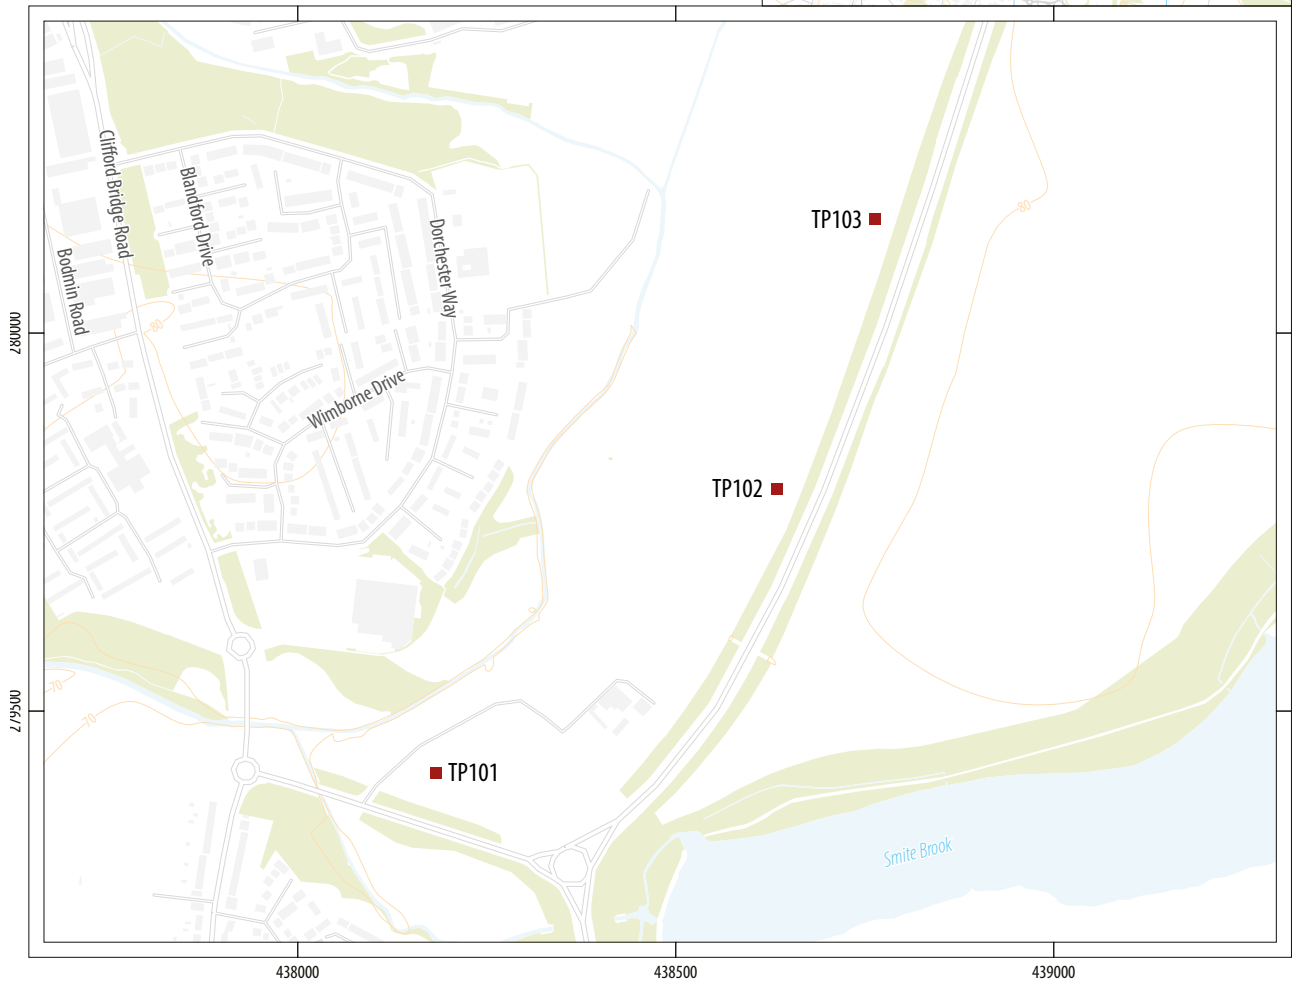 Clifford Bridge Road
Blandford Drive
Dorchester Way
Bodmin Road
Wimborne Drive
TP103
80
80
TP102
70
70
TP101
Smite Brook
280000
279500
438000
438500
439000